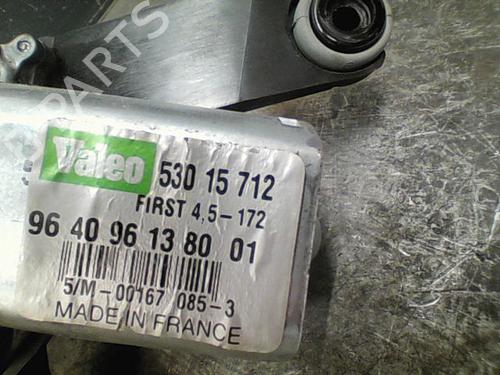 PARTS
Valeo 530 15 712
FIRST 4,5-172
96 40 96 13 80 01
5/M-00167 085-3
MADE IN FRANCE